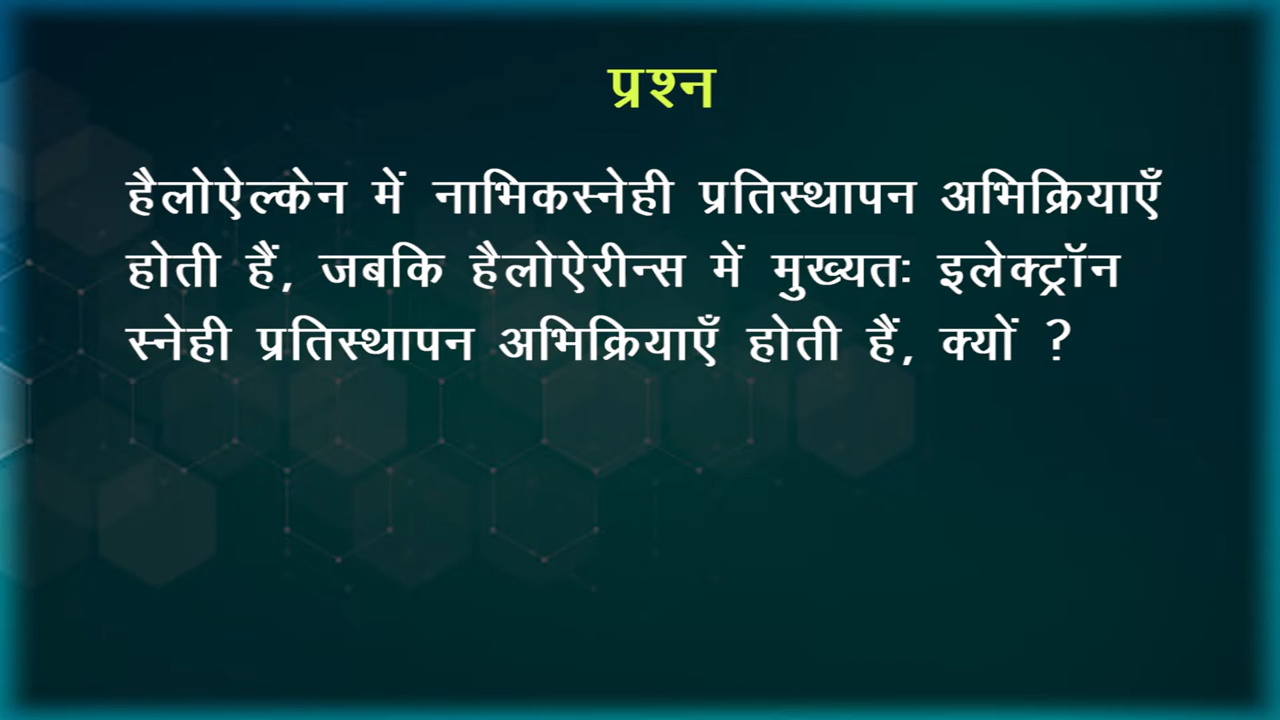 प्रश्न
हैलोऐल्केन में नाभिकस्नेही प्रतिस्थापन अभिक्रियाएँ
होती हैं, जबकि हैलोऐरीन्स में मुख्यतः इलेक्ट्रॉन
स्नेही प्रतिस्थापन अभिक्रियाएँ होती हैं, क्यों ?